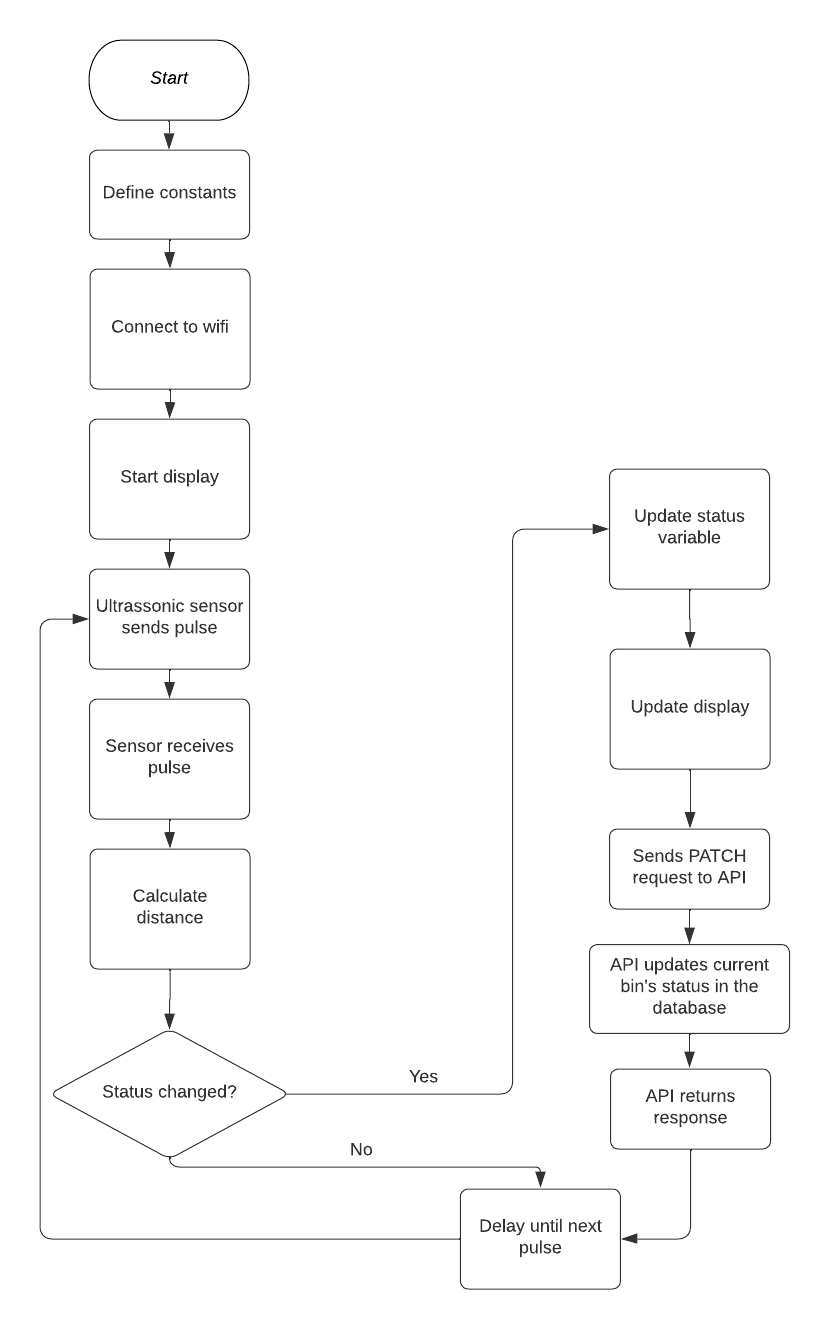 Start
Define constants
Connect to wifi
Start display
Ultrassonic sensor
sends pulse
Sensor receives
pulse
Calculate
distance
Status changed?
Yes
No
Update status
variable
Update display
Sends PATCH
request to API
API updates current
bin's status in the
database
API returns
response
Delay until next
pulse